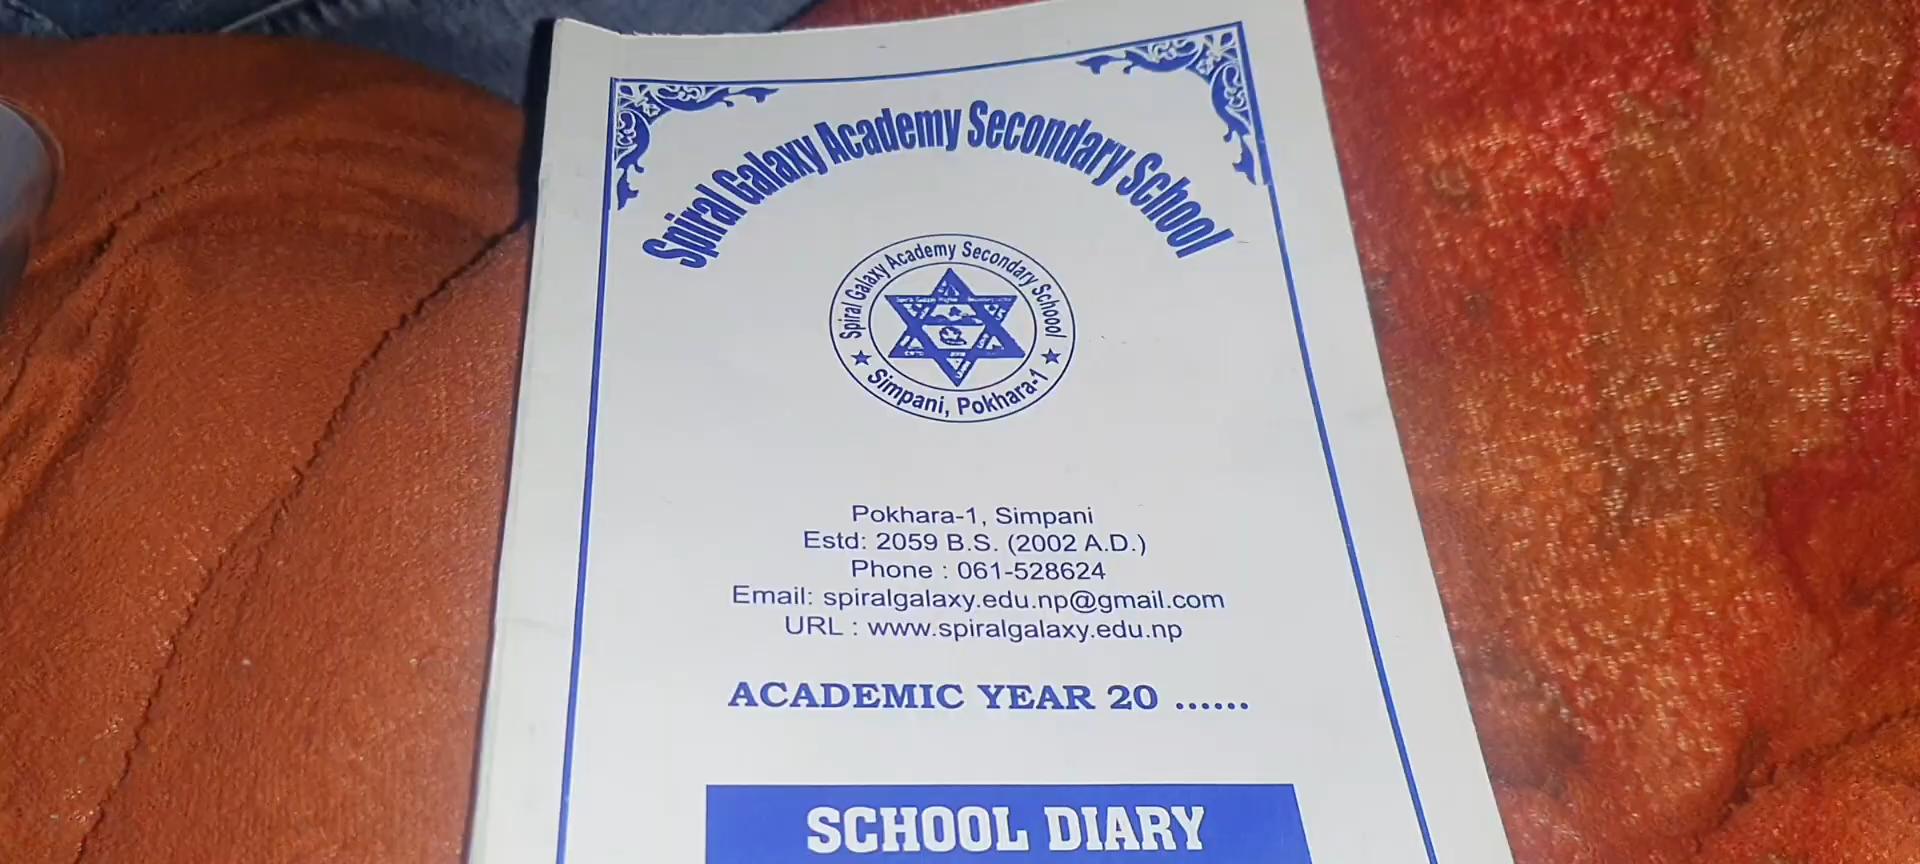 Spiral Galaxy Academy Secondary School
Spiral Galaxy Academy Secondary Schoool
Simpani, Pokhara-1
Pokhara-1, Simpani
Estd: 2059 B.S. (2002 A.D.)
Phone : 061-528624
Email: spiralgalaxy.edu.np@gmail.com
URL : www.spiralgalaxy.edu.np
ACADEMIC YEAR 20 ......
SCHOOL DIARY